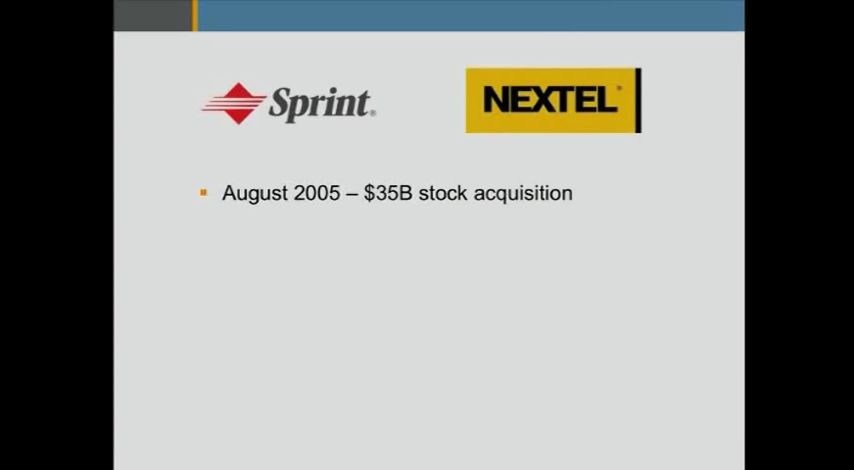 Sprint®
NEXTEL®
▪ August 2005 – $35B stock acquisition